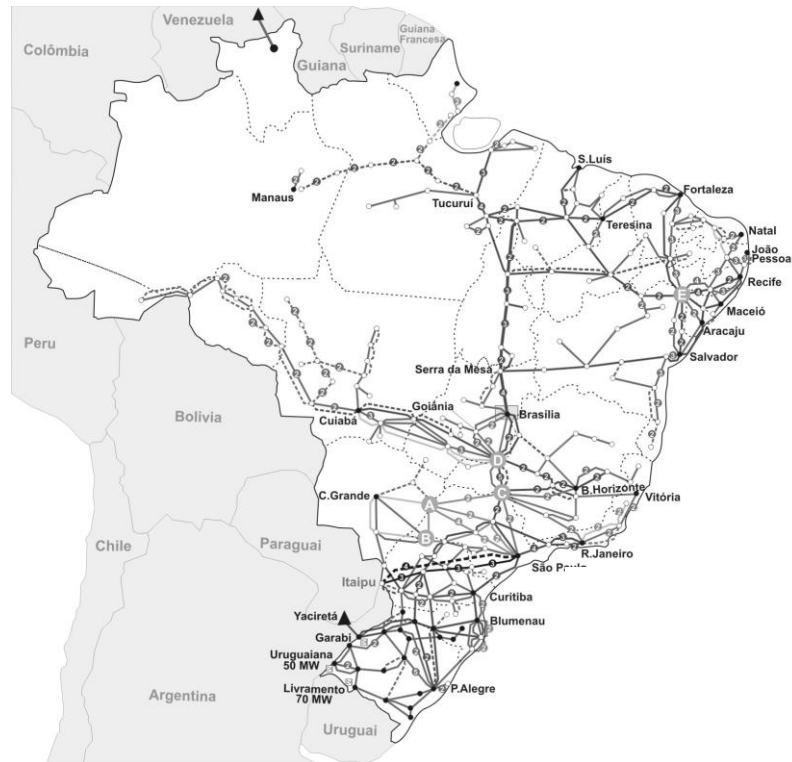 Venezuela
Guiana
Francesa
Colômbia
Suriname
Guiana
S.Luís
Manaus
Tucuruí
Fortaleza
Teresina
Natal
João
Pessoa
Recife
E
Maceió
Aracaju
Peru
Salvador
Serra da Mesa
Bolivia
Goiânia
Brasília
Cuiabá
D
C.Grande
A
C
B.Horizonte
Vitória
B
Chile
Paraguai
R.Janeiro
São
Itaipu
Curitiba
Yaciretá
Blumenau
Garabi
Uruguaiana
50 MW
Livramento
70 MW
P.Alegre
Argentina
Uruguai